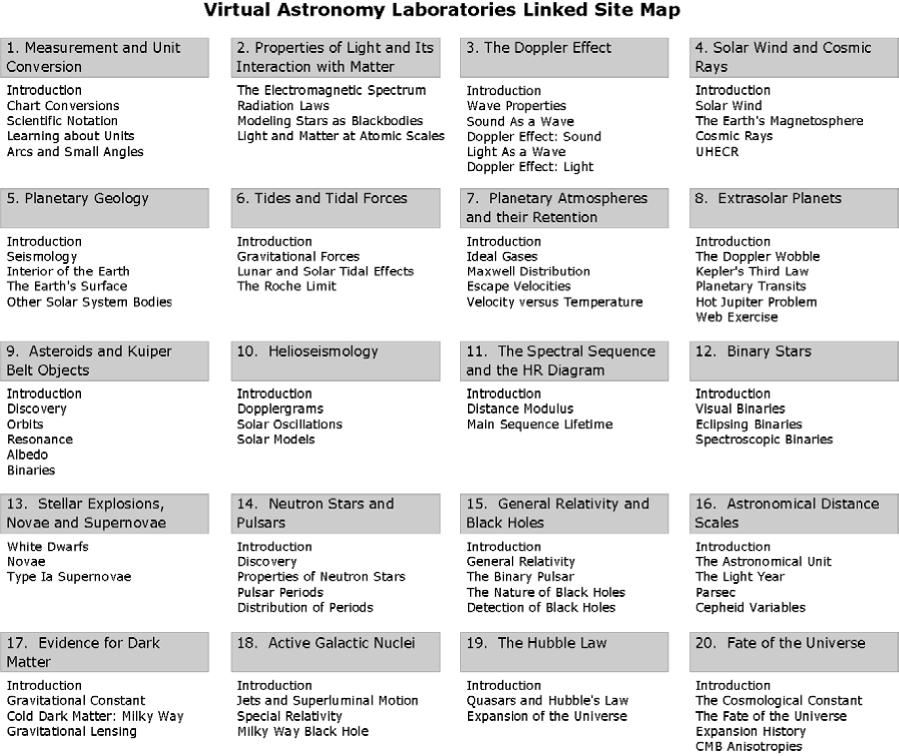 Virtual Astronomy Laboratories Linked Site Map
1. Measurement and Unit
Conversion
Introduction
Chart Conversions
Scientific Notation
Learning about Units
Arcs and Small Angles
2. Properties of Light and Its
Interaction with Matter
The Electromagnetic Spectrum
Radiation Laws
Modeling Stars as Blackbodies
Light and Matter at Atomic Scales
3. The Doppler Effect
Introduction
Wave Properties
Sound As a Wave
Doppler Effect: Sound
Light As a Wave
Doppler Effect: Light
4. Solar Wind and Cosmic
Rays
Introduction
Solar Wind
The Earth's Magnetosphere
Cosmic Rays
UHECR
5. Planetary Geology
Introduction
Seismology
Interior of the Earth
The Earth's Surface
Other Solar System Bodies
6. Tides and Tidal Forces
Introduction
Gravitational Forces
Lunar and Solar Tidal Effects
The Roche Limit
7. Planetary Atmospheres
and their Retention
Introduction
Ideal Gases
Maxwell Distribution
Escape Velocities
Velocity versus Temperature
8. Extrasolar Planets
Introduction
The Doppler Wobble
Kepler's Third Law
Planetary Transits
Hot Jupiter Problem
Web Exercise
9. Asteroids and Kuiper
Belt Objects
Introduction
Discovery
Orbits
Resonance
Albedo
Binaries
10. Helioseismology
Introduction
Dopplergrams
Solar Oscillations
Solar Models
11. The Spectral Sequence
and the HR Diagram
Introduction
Distance Modulus
Main Sequence Lifetime
12. Binary Stars
Introduction
Visual Binaries
Eclipsing Binaries
Spectroscopic Binaries
13. Stellar Explosions,
Novae and Supernovae
White Dwarfs
Novae
Type Ia Supernovae
14. Neutron Stars and
Pulsars
Introduction
Discovery
Properties of Neutron Stars
Pulsar Periods
Distribution of Periods
15. General Relativity and
Black Holes
Introduction
General Relativity
The Binary Pulsar
The Nature of Black Holes
Detection of Black Holes
16. Astronomical Distance
Scales
Introduction
The Astronomical Unit
The Light Year
Parsec
Cepheid Variables
17. Evidence for Dark
Matter
Introduction
Gravitational Constant
Cold Dark Matter: Milky Way
Gravitational Lensing
18. Active Galactic Nuclei
Introduction
Jets and Superluminal Motion
Special Relativity
Milky Way Black Hole
19. The Hubble Law
Introduction
Quasars and Hubble's Law
Expansion of the Universe
20. Fate of the Universe
Introduction
The Cosmological Constant
The Fate of the Universe
Expansion History
CMB Anisotropies